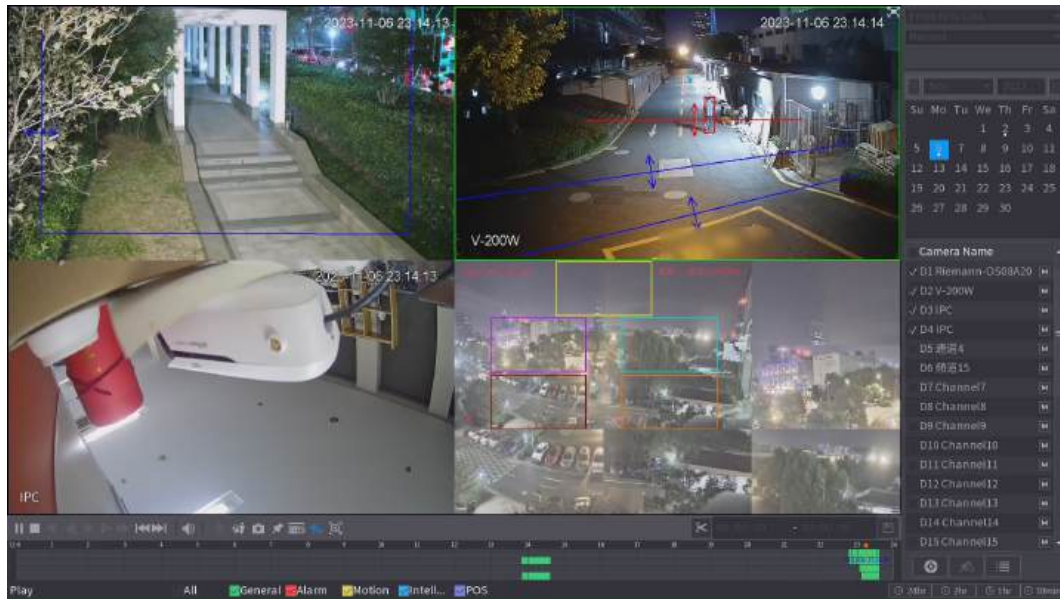 2023-11-06 23:14:13
2023-11-06 23:14:14
V-200W
2023-11-06 23:14:13
IPC
Su Mo Tu We Th Fr Sa
1 2 3 4
5 6 7 8 9 10 11
12 13 14 15 16 17 18
19 20 21 22 23 24 25
26 27 28 29 30
Camera Name
D1 Riemann-OS08A20
D2 V-200W
D3 IPC
D4 IPC
D5 通道4
D6 频道15
D7 Channel7
D8 Channel8
D9 Channel9
D10 Channel10
D11 Channel11
D12 Channel12
D13 Channel13
D14 Channel14
D15 Channel15
Play
All
General
Alarm
Motion
Intell...
POS
24hr
2hr
1hr